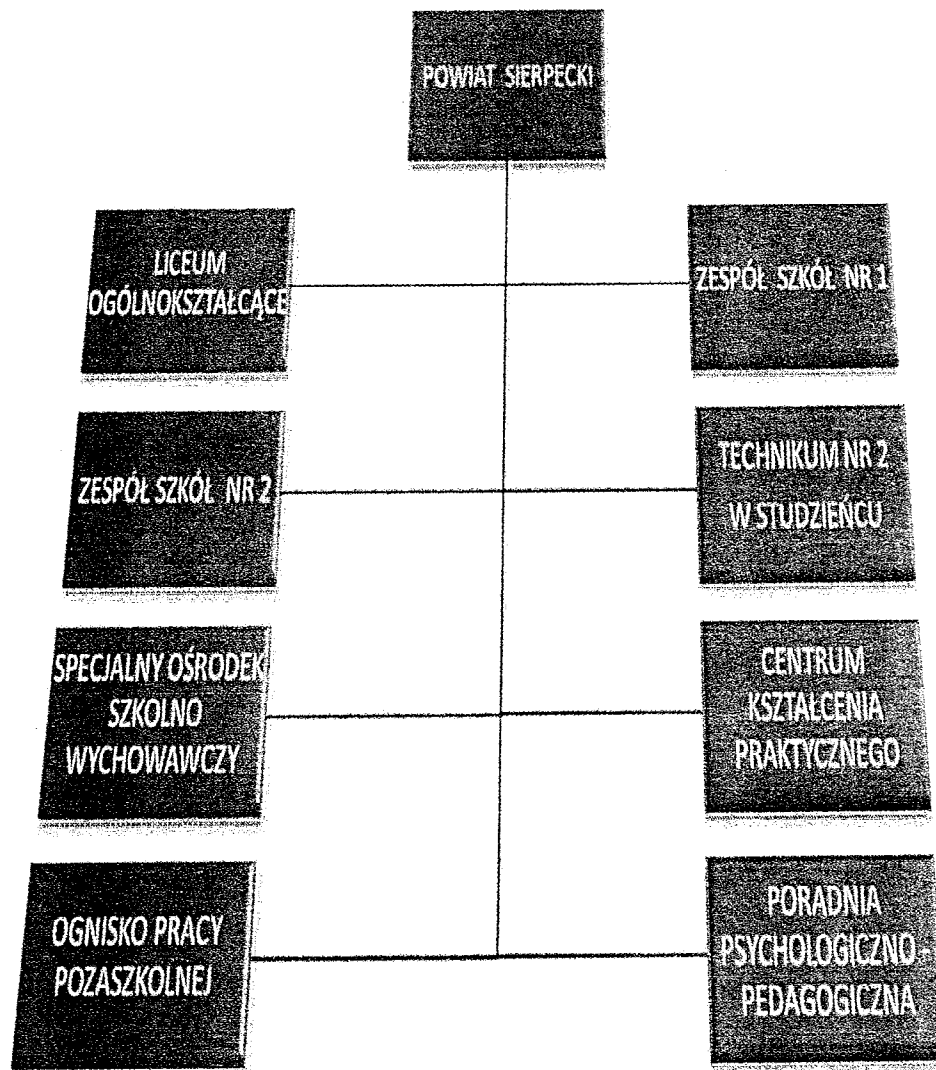 POWIAT SIERPECKI
LICEUM
OGÓLNOKSZTAŁCĄCE
ZESPÓŁ SZKÓŁ NR 1
ZESPÓŁ SZKÓŁ NR 2
TECHNIKUM NR 2
W STUDZIEŃCU
SPECJALNY OŚRODEK
SZKOLNO
WYCHOWAWCZY
CENTRUM
KSZTAŁCENIA
PRAKTYCZNEGO
OGNISKO PRACY
POZASZKOLNEJ
PORADNIA
PSYCHOLOGICZNO -
PEDAGOGICZNA